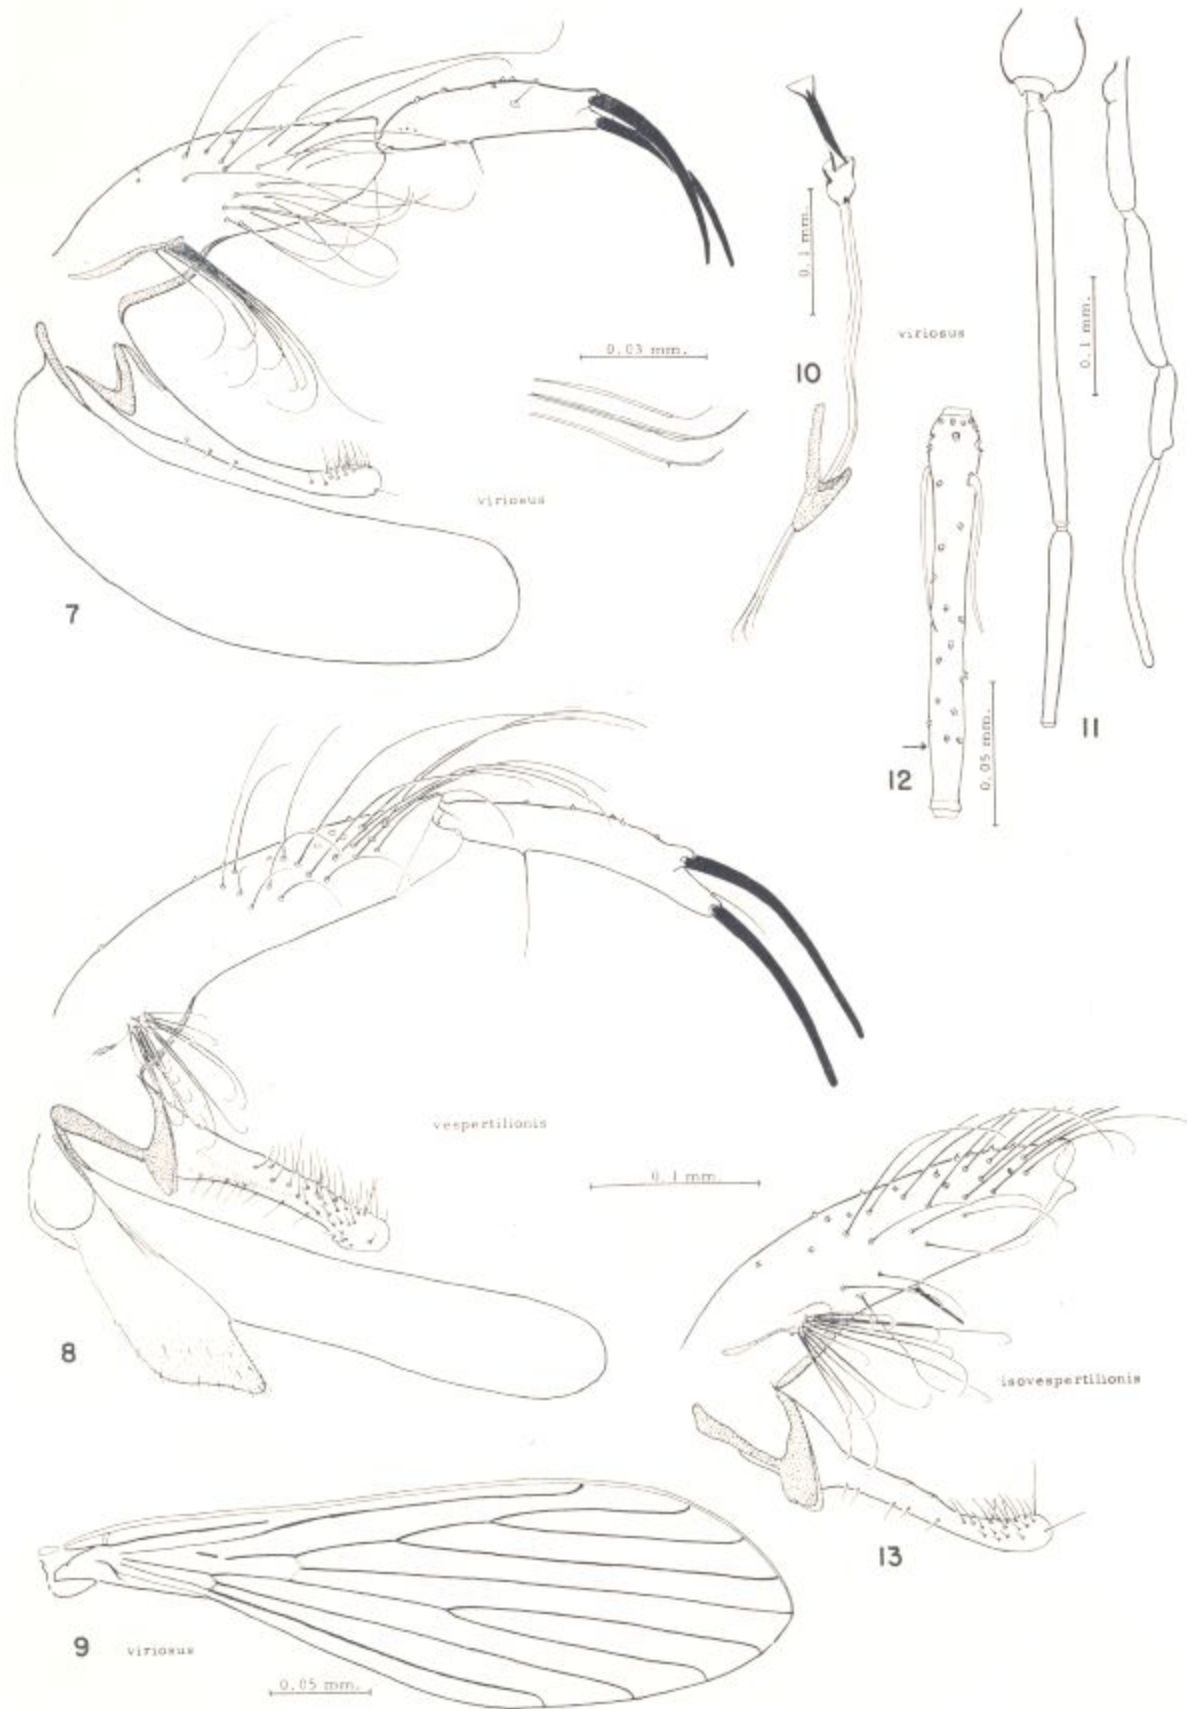 0.03 mm.
viriosus
7
0.1 mm.
10
viriosus
0.1 mm.
11
12
0.05 mm.
vespertilionis
0.1 mm.
8
isovespertilionis
13
9
viriosus
0.05 mm.